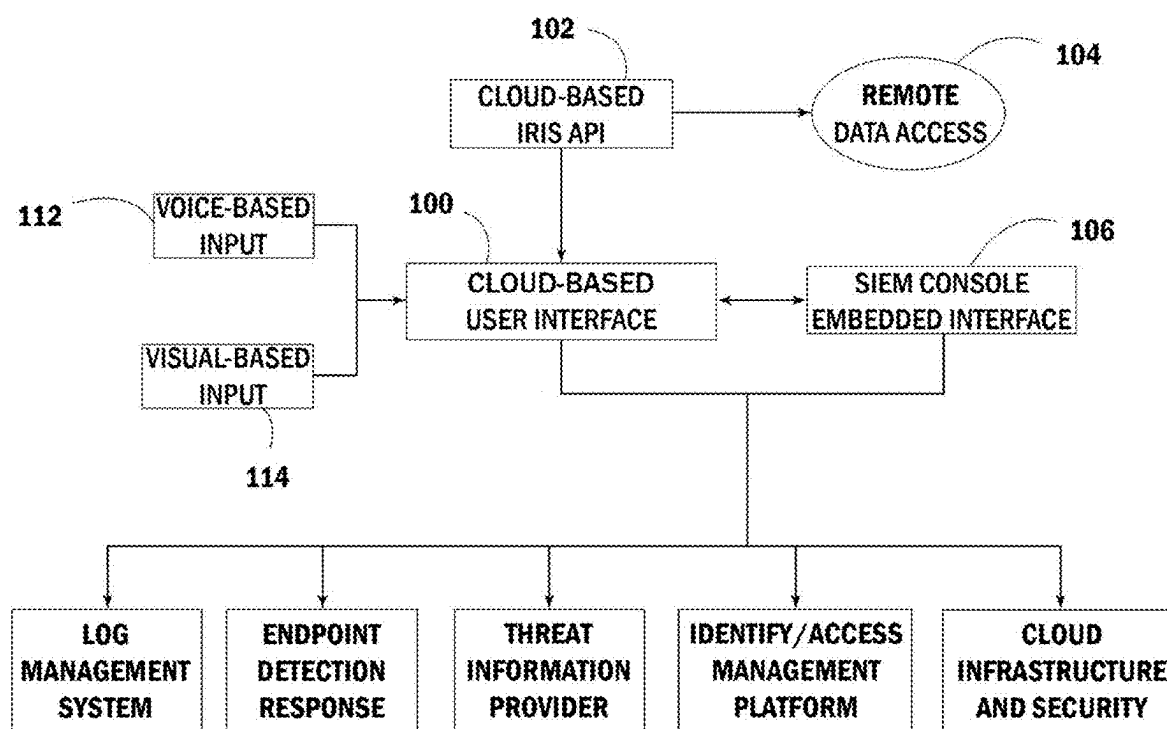 102
104
CLOUD-BASED
IRIS API
REMOTE
DATA ACCESS
112
VOICE-BASED
INPUT
100
106
CLOUD-BASED
USER INTERFACE
SIEM CONSOLE
EMBEDDED INTERFACE
VISUAL-BASED
INPUT
114
LOG
MANAGEMENT
SYSTEM
ENDPOINT
DETECTION
RESPONSE
THREAT
INFORMATION
PROVIDER
IDENTIFY/ACCESS
MANAGEMENT
PLATFORM
CLOUD
INFRASTRUCTURE
AND SECURITY